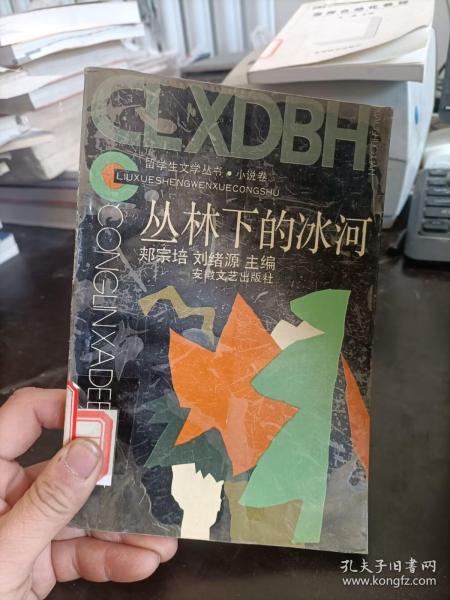 CLXDBH
留学生文学丛书·小说卷
LIUXUESHENGWENXUECONGSHU
丛林下的冰河
郏宗培 刘绪源 主编
安徽文艺出版社
孔夫子旧书网
www.kongfz.com